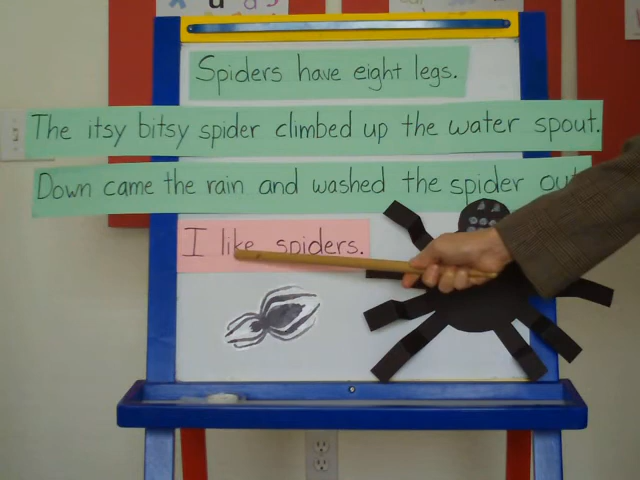 Spiders have eight legs.
The itsy bitsy spider climbed up the water spout.
Down came the rain and washed the spider out
I like spiders.